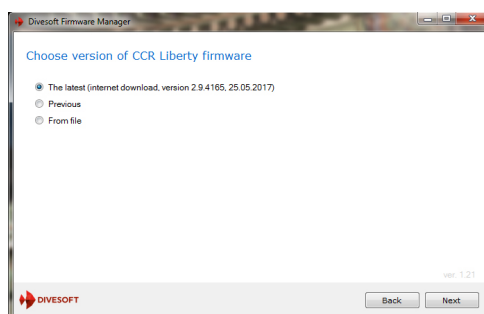 Divesoft Firmware Manager
Choose version of CCR Liberty firmware
The latest (internet download, version 2.9.4165, 25.05.2017)
Previous
From file
ver. 1.21
DIVESOFT
Back
Next